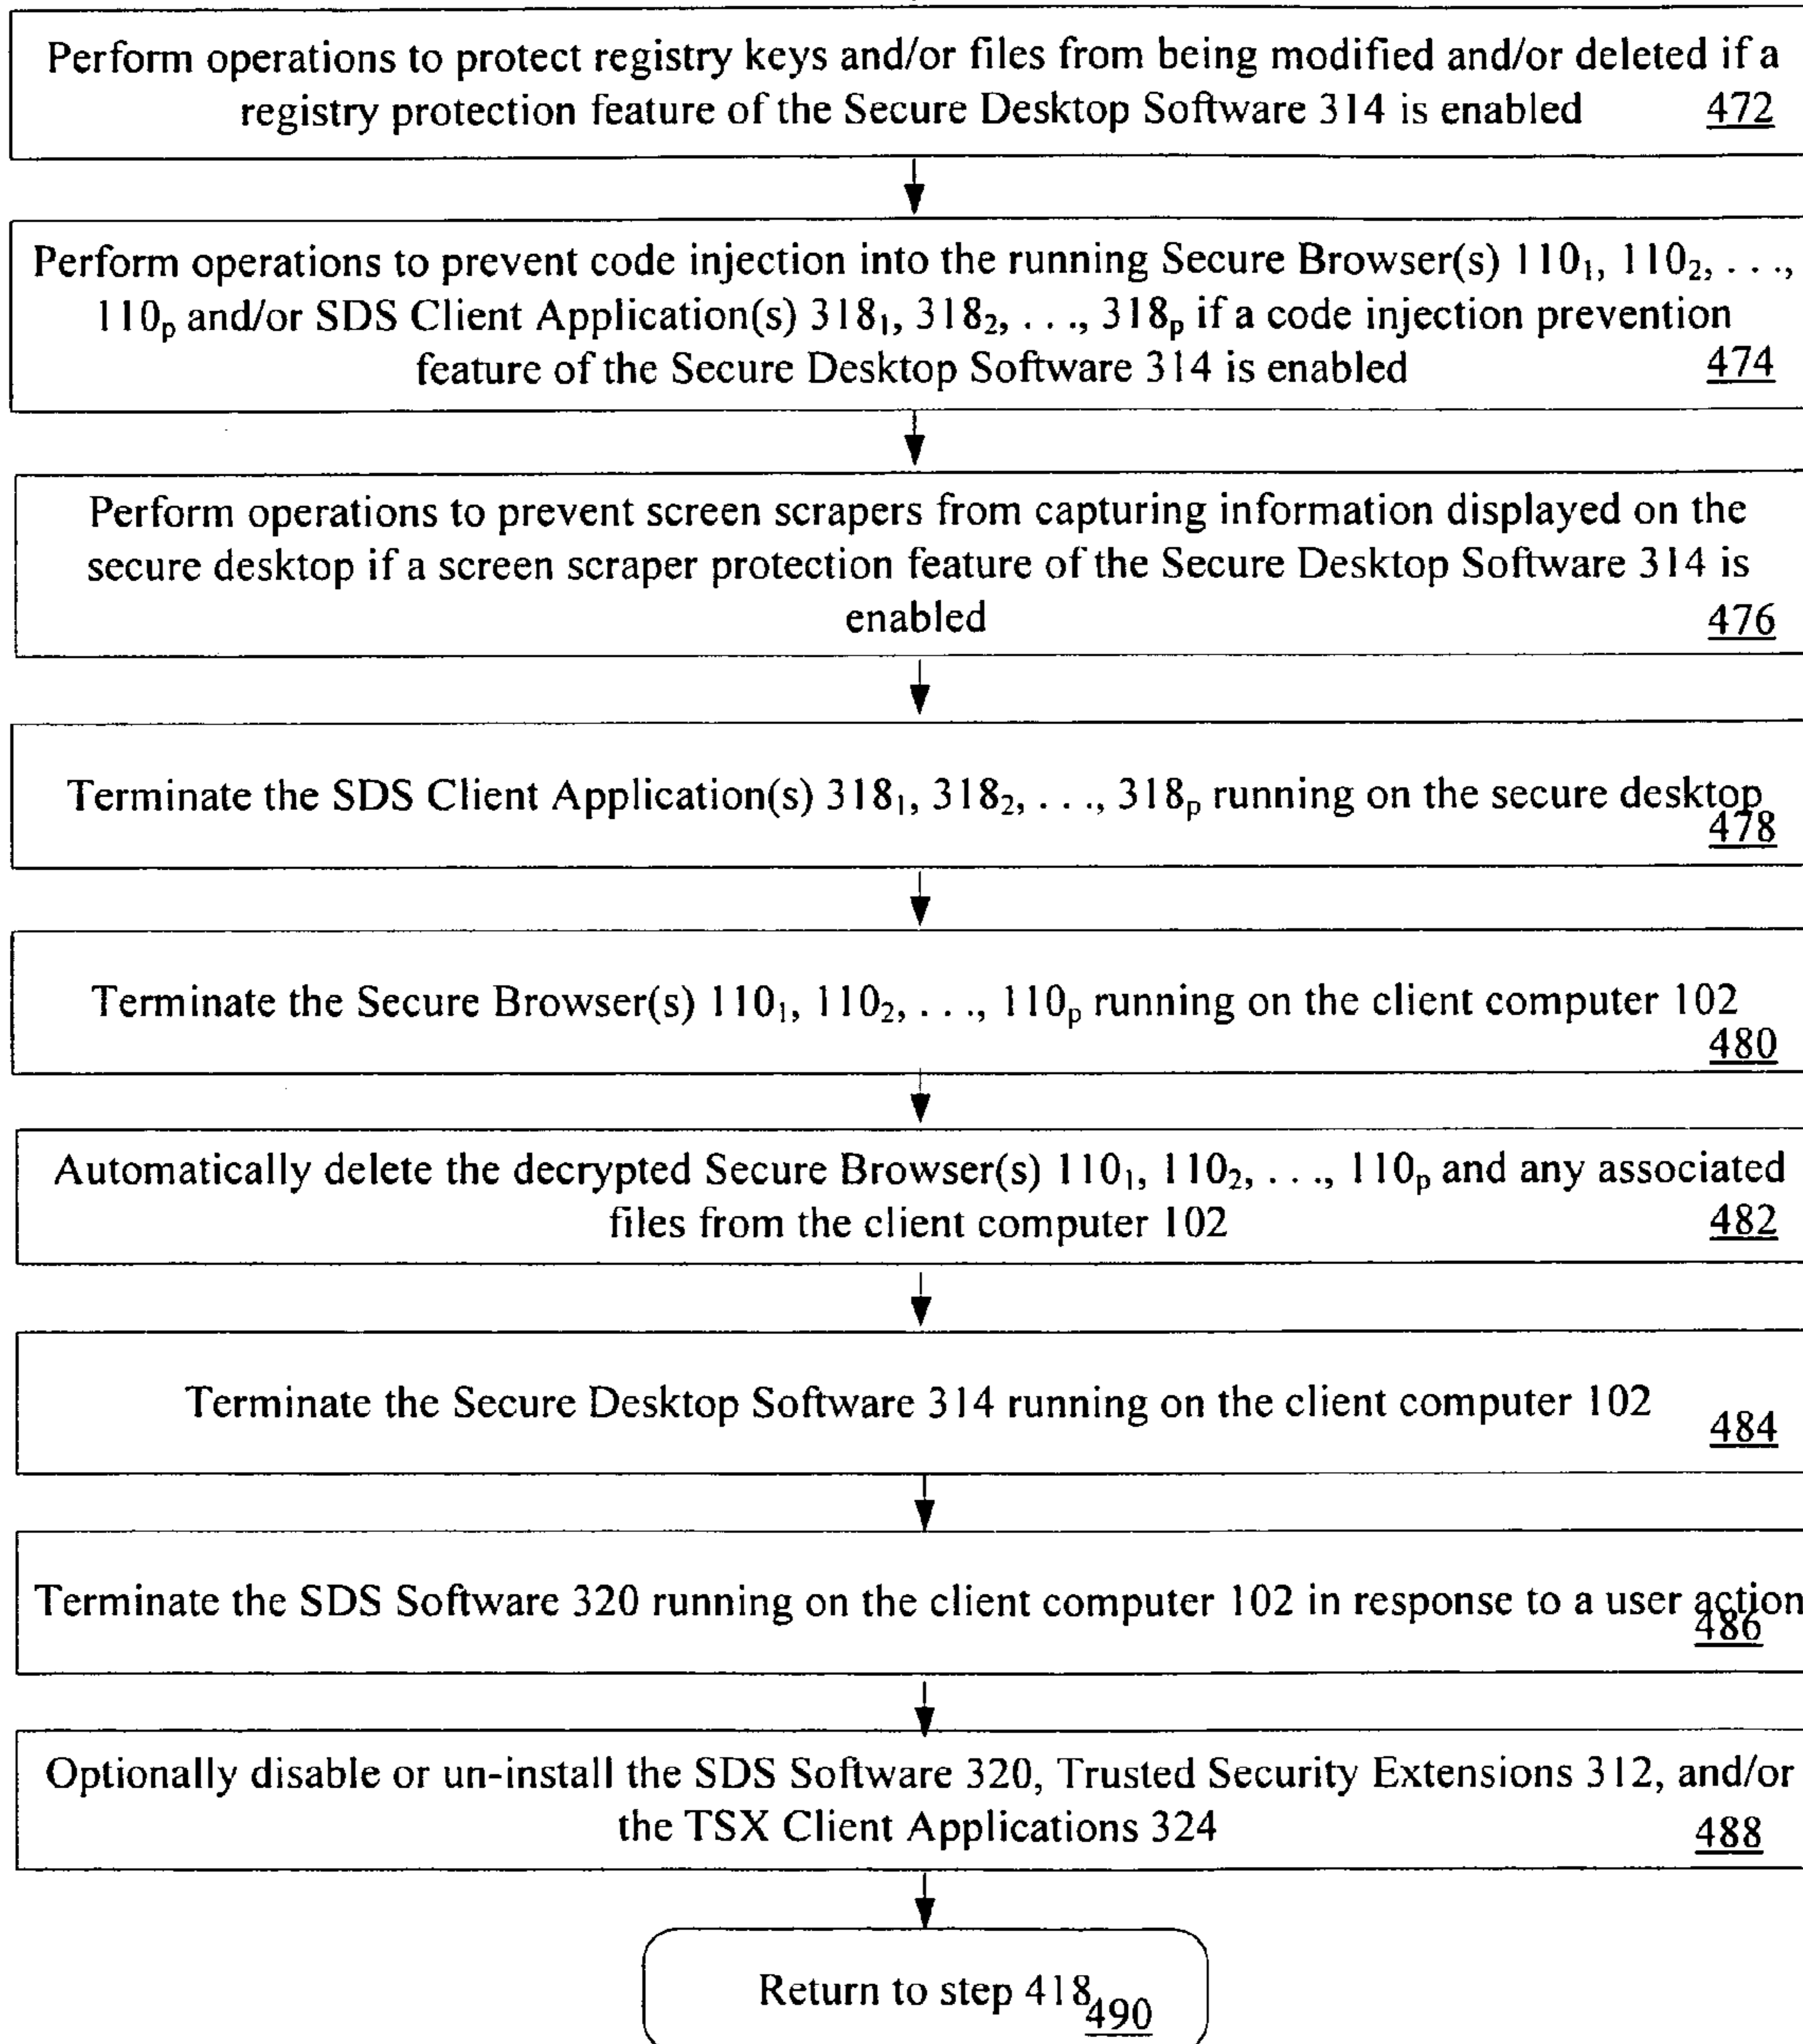 Perform operations to protect registry keys and/or files from being modified and/or deleted if a
registry protection feature of the Secure Desktop Software 314 is enabled 472
Perform operations to prevent code injection into the running Secure Browser(s) 110₁, 110₂, . . .,
110ₚ and/or SDS Client Application(s) 318₁, 318₂, . . ., 318ₚ if a code injection prevention
feature of the Secure Desktop Software 314 is enabled 474
Perform operations to prevent screen scrapers from capturing information displayed on the
secure desktop if a screen scraper protection feature of the Secure Desktop Software 314 is
enabled 476
Terminate the SDS Client Application(s) 318₁, 318₂, . . ., 318ₚ running on the secure desktop
478
Terminate the Secure Browser(s) 110₁, 110₂, . . ., 110ₚ running on the client computer 102
480
Automatically delete the decrypted Secure Browser(s) 110₁, 110₂, . . ., 110ₚ and any associated
files from the client computer 102 482
Terminate the Secure Desktop Software 314 running on the client computer 102
484
Terminate the SDS Software 320 running on the client computer 102 in response to a user action
486
Optionally disable or un-install the SDS Software 320, Trusted Security Extensions 312, and/or
the TSX Client Applications 324 488
Return to step 418
490